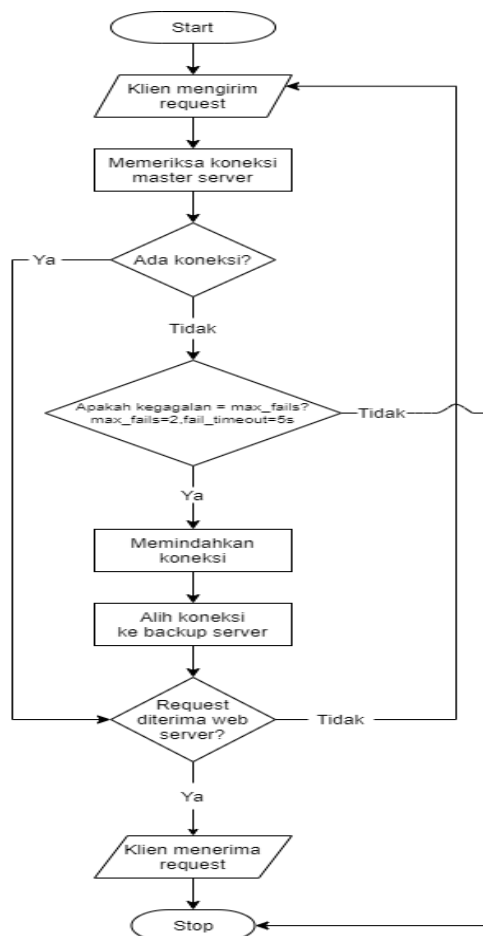 Start
Klien mengirim
request
Memeriksa koneksi
master server
Ya
Ada koneksi?
Tidak
Apakah kegagalan = max_fails?
max_fails=2,fail_timeout=5s
Tidak
Ya
Memindahkan
koneksi
Alih koneksi
ke backup server
Request
diterima web
server?
Tidak
Ya
Klien menerima
request
Stop